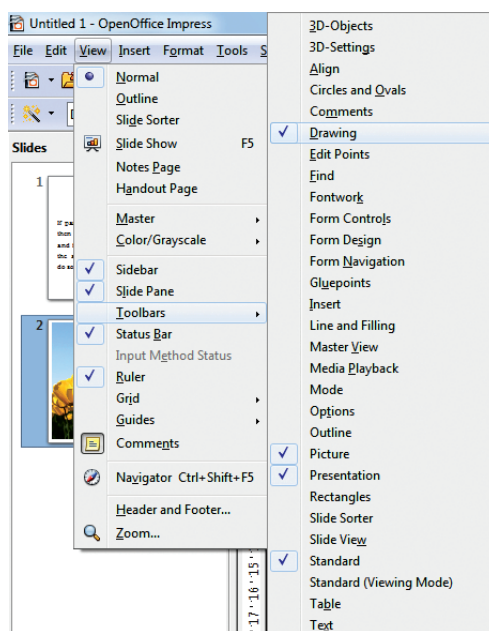 Untitled 1 - OpenOffice Impress
File Edit View Insert Format Tools S
Normal
Outline
Slide Sorter
Slide Show F5
Notes Page
Handout Page
Master
Color/Grayscale
Sidebar
Slide Pane
Toolbars
Status Bar
Input Method Status
Ruler
Grid
Guides
Comments
Navigator Ctrl+Shift+F5
Header and Footer...
Zoom...
Slides
1
2
3D-Objects
3D-Settings
Align
Circles and Ovals
Comments
Drawing
Edit Points
Find
Fontwork
Form Controls
Form Design
Form Navigation
Gluepoints
Insert
Line and Filling
Master View
Media Playback
Mode
Options
Outline
Picture
Presentation
Rectangles
Slide Sorter
Slide View
Standard
Standard (Viewing Mode)
Table
Text
17 16 15